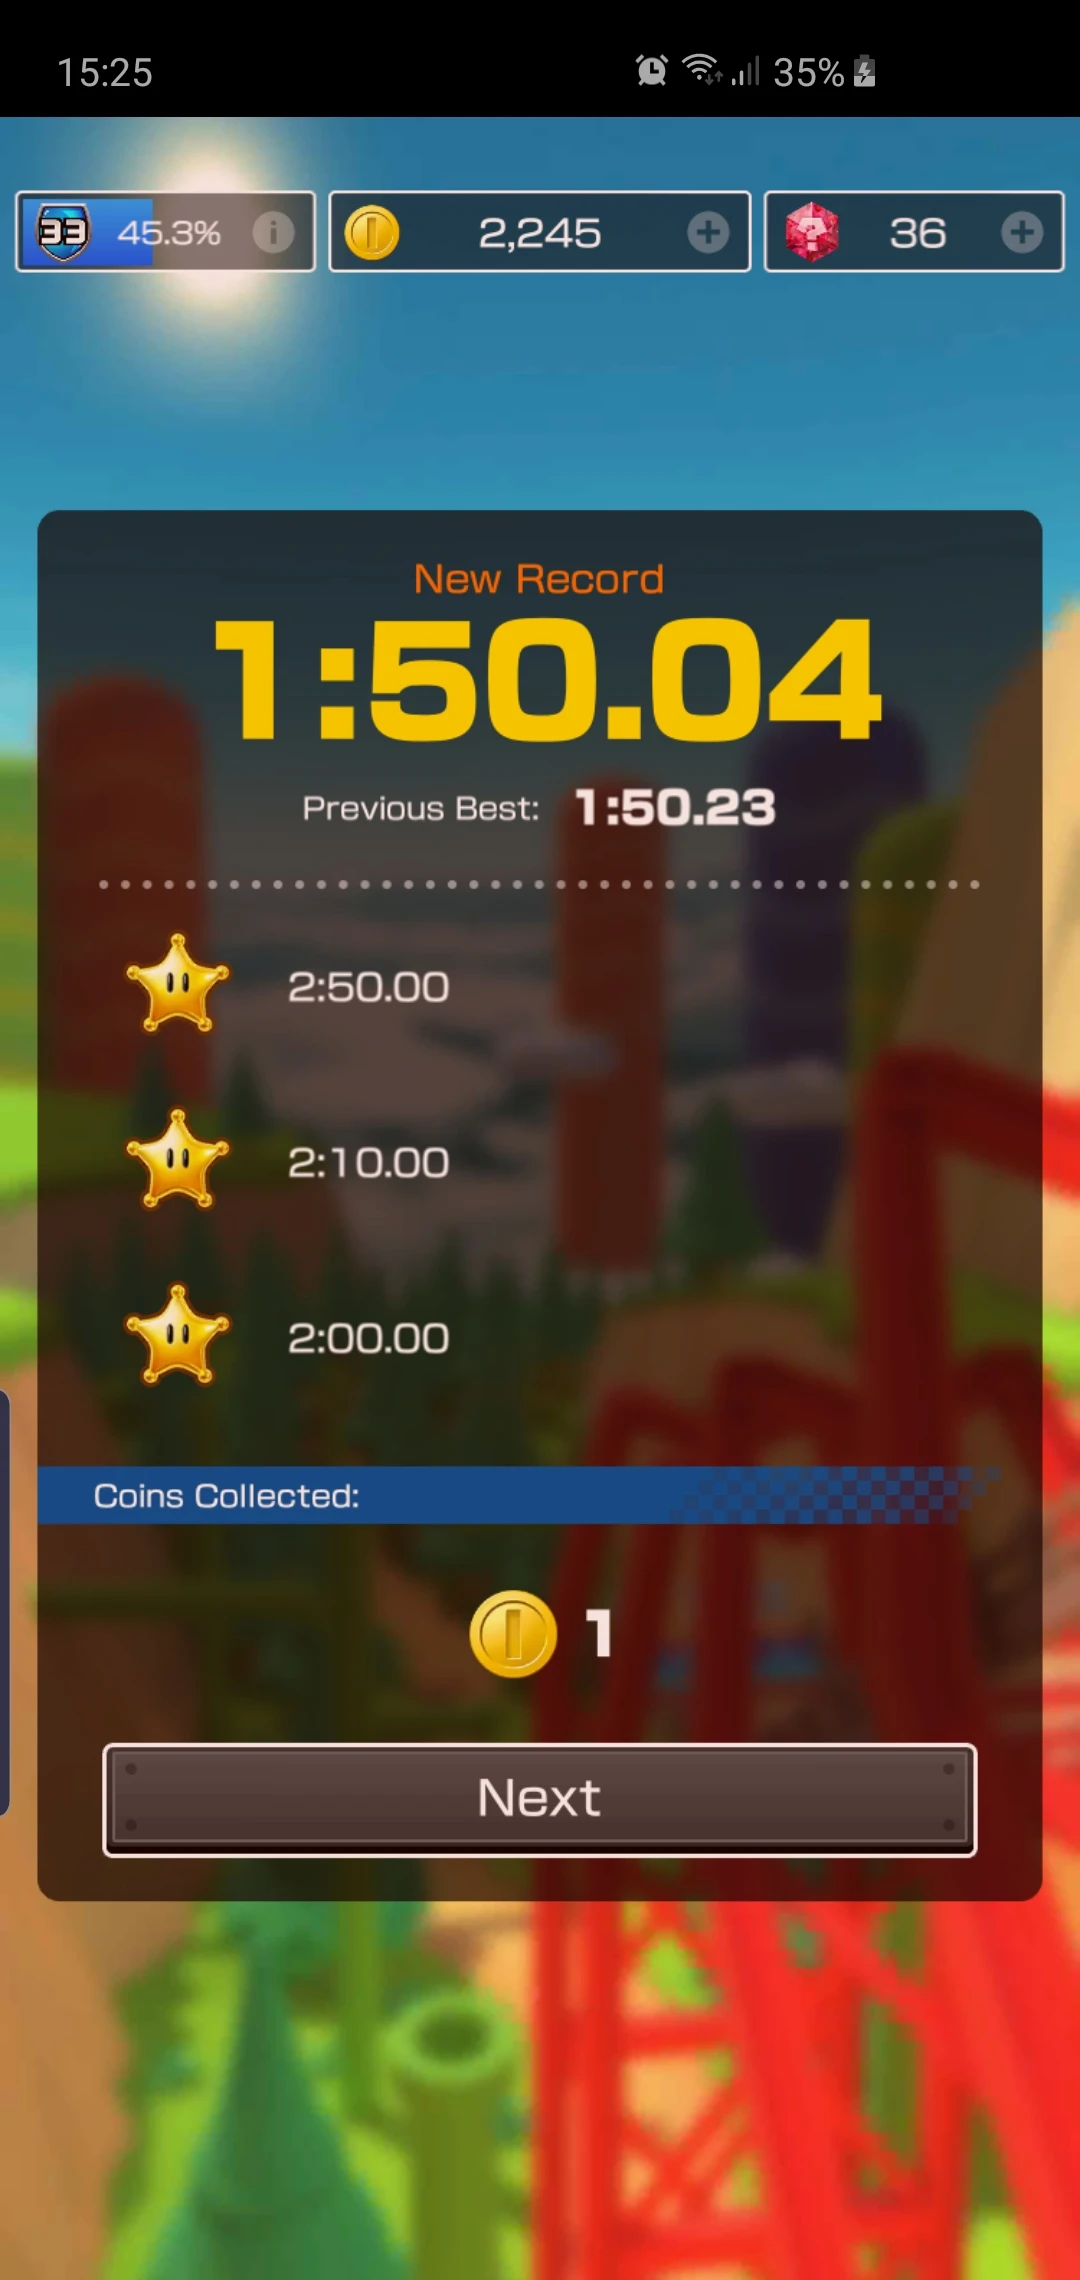 15:25 35%
33 45.3% i 2,245 + ? 36 +
New Record
1:50.04
Previous Best: 1:50.23
2:50.00
2:10.00
2:00.00
Coins Collected:
1
Next